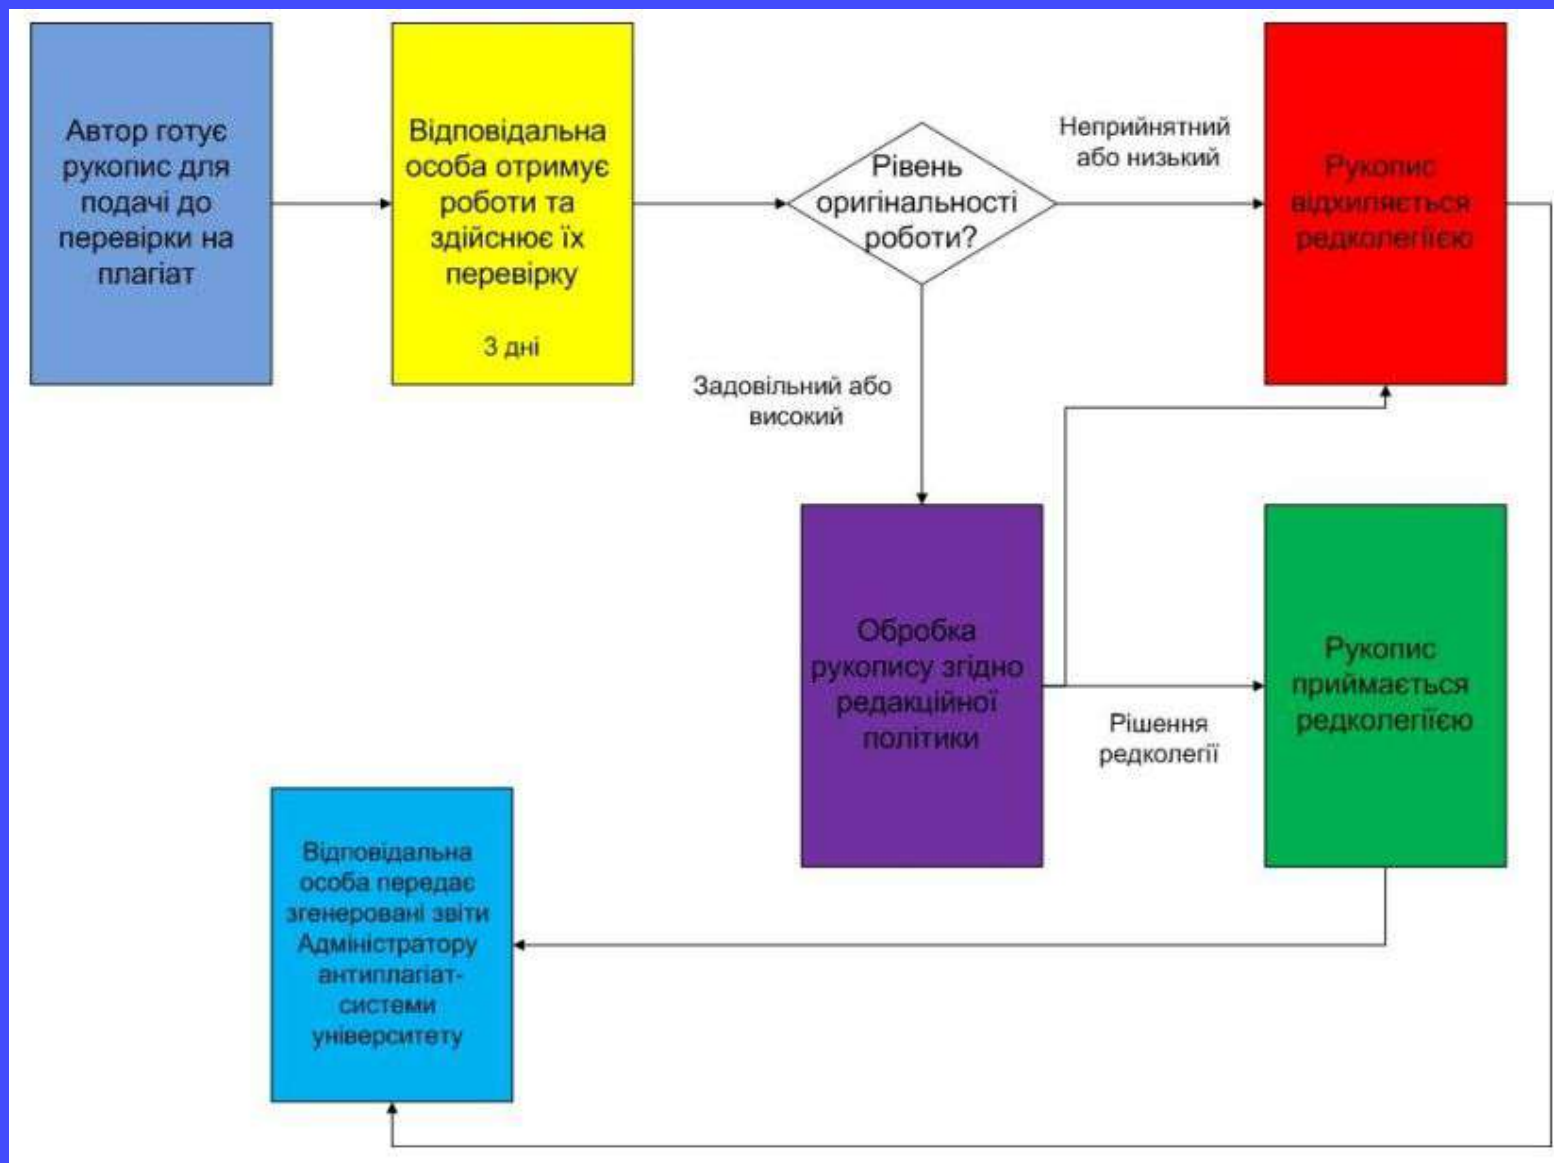 Автор готує
рукопис для
подачі до
перевірки на
плагіат
Відповідальна
особа отримує
роботи та
здійснює їх
перевірку
3 дні
Рівень
оригінальності
роботи?
Неприйнятний
або низький
Рукопис
відхиляється
редколегіїєю
Задовільний або
високий
Обробка
рукопису згідно
редакційної
політики
Рішення
редколегії
Рукопис
приймається
редколегіїєю
Відповідальна
особа передає
згенеровані звіти
Адміністратору
антиплагіат-
системи
університету